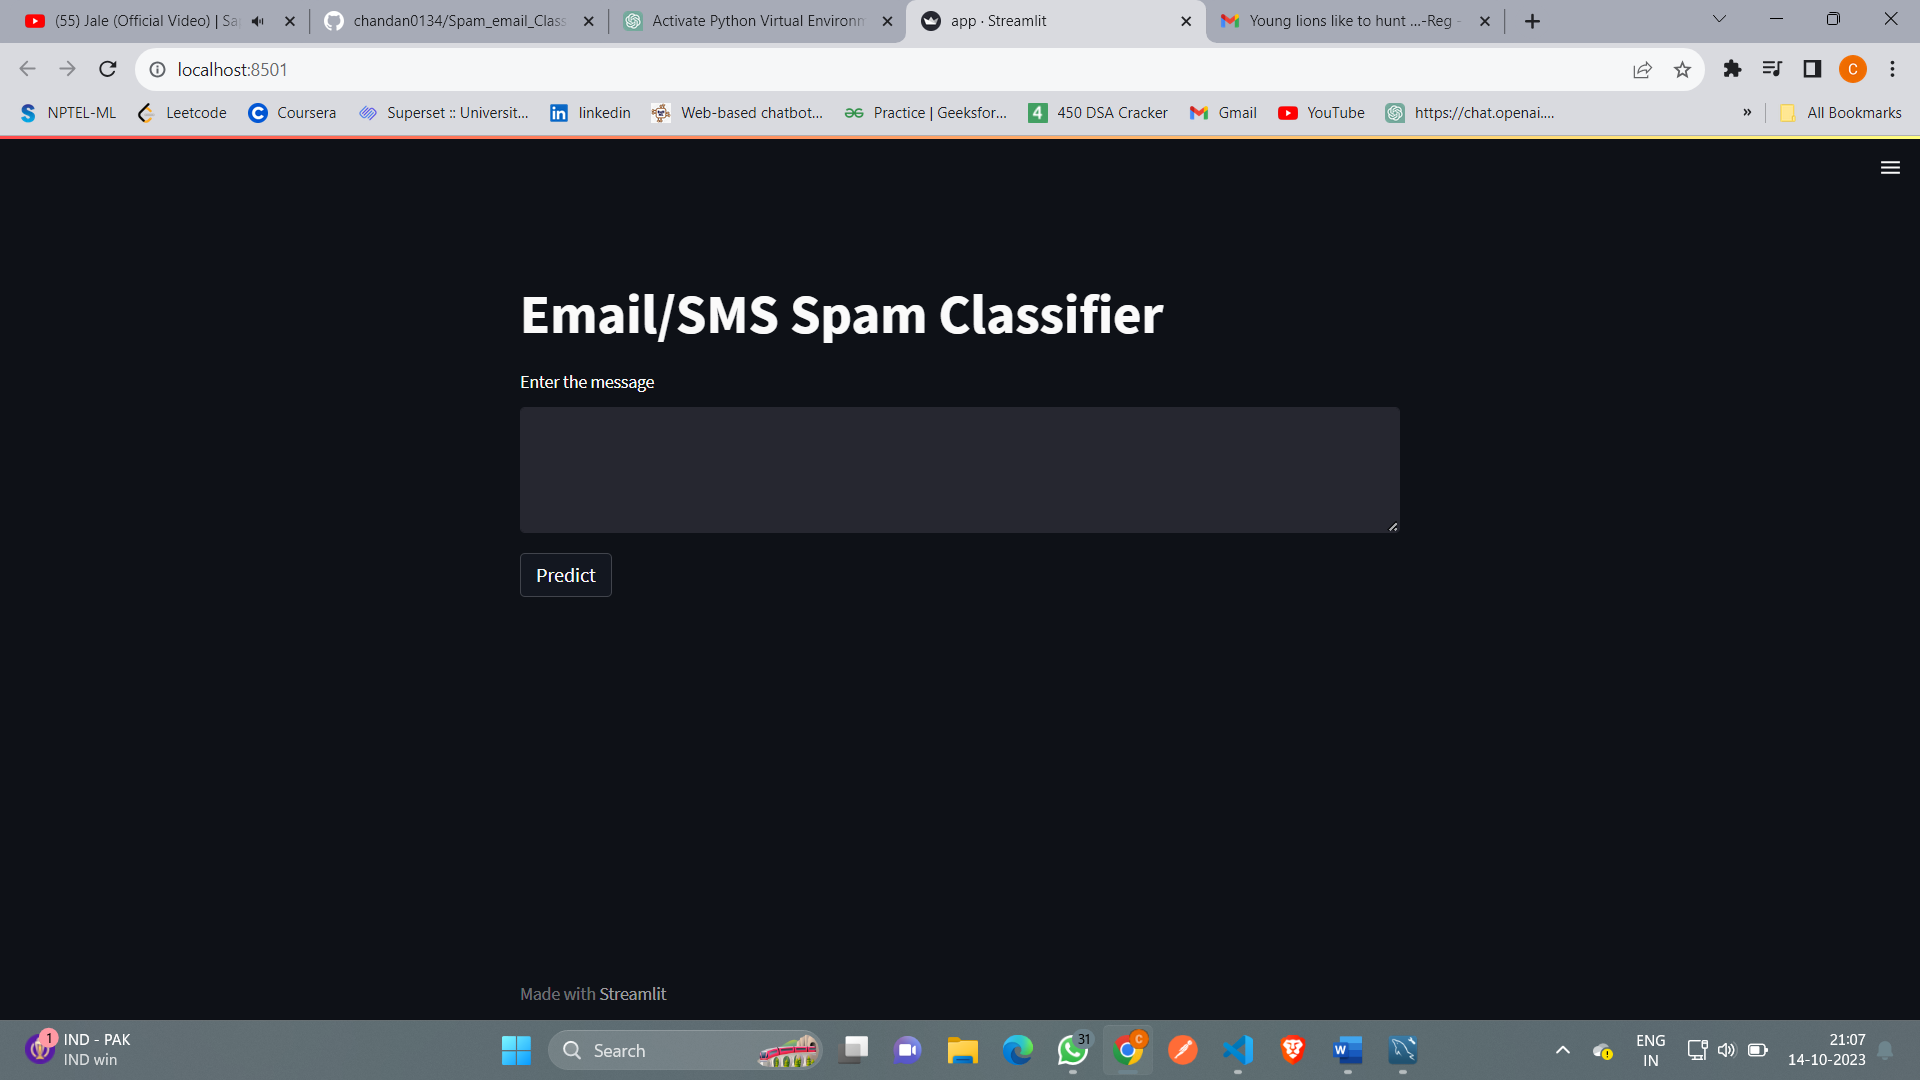 (55) Jale (Official Video) | Sa
chandan0134/Spam_email_Class
Activate Python Virtual Environm
app · Streamlit
Young lions like to hunt ...-Reg -
localhost:8501
C
NPTEL-ML
Leetcode
Coursera
Superset :: Universit...
linkedin
Web-based chatbot...
Practice | Geeksfor...
450 DSA Cracker
Gmail
YouTube
https://chat.openai....
»
All Bookmarks
Email/SMS Spam Classifier
Enter the message
Predict
Made with Streamlit
1
IND - PAK
IND win
Search
31
C
ENG
IN
21:07
14-10-2023